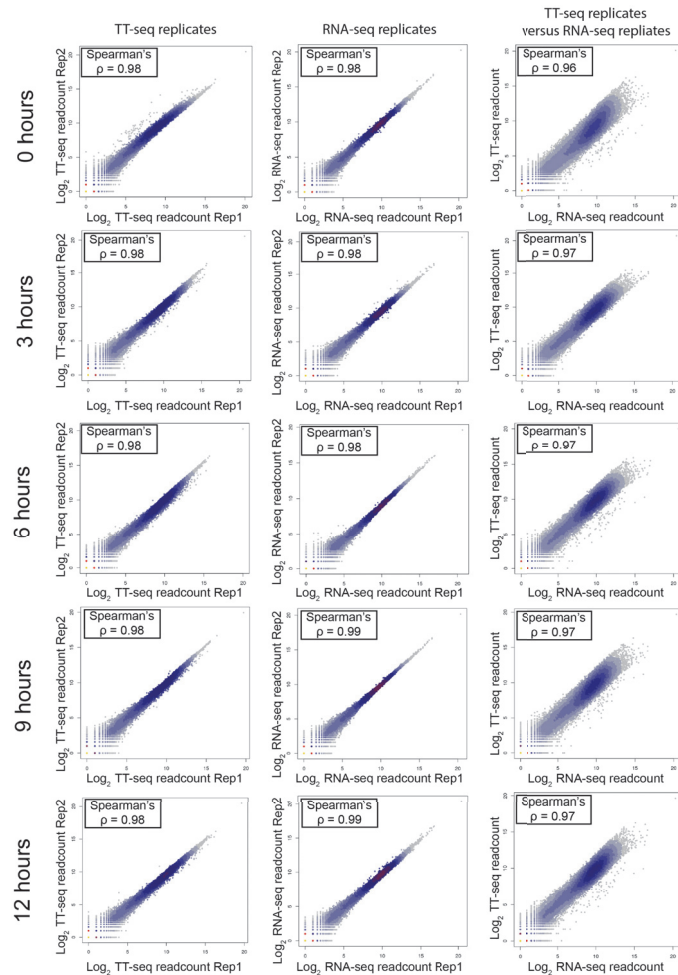 TT-seq replicates
RNA-seq replicates
TT-seq replicates
versus RNA-seq repliates
0 hours
Log2 TT-seq readcount Rep2
Spearman's
ρ = 0.98
Log2 TT-seq readcount Rep1
Log2 RNA-seq readcount Rep2
Spearman's
ρ = 0.98
Log2 RNA-seq readcount Rep1
Log2 TT-seq readcount
Spearman's
ρ = 0.96
Log2 RNA-seq readcount
3 hours
Log2 TT-seq readcount Rep2
Spearman's
ρ = 0.98
Log2 TT-seq readcount Rep1
Log2 RNA-seq readcount Rep2
Spearman's
ρ = 0.98
Log2 RNA-seq readcount Rep1
Log2 TT-seq readcount
Spearman's
ρ = 0.97
Log2 RNA-seq readcount
6 hours
Log2 TT-seq readcount Rep2
Spearman's
ρ = 0.98
Log2 TT-seq readcount Rep1
Log2 RNA-seq readcount Rep2
Spearman's
ρ = 0.98
Log2 RNA-seq readcount Rep1
Log2 TT-seq readcount
Spearman's
ρ = 0.97
Log2 RNA-seq readcount
9 hours
Log2 TT-seq readcount Rep2
Spearman's
ρ = 0.98
Log2 TT-seq readcount Rep1
Log2 RNA-seq readcount Rep2
Spearman's
ρ = 0.99
Log2 RNA-seq readcount Rep1
Log2 TT-seq readcount
Spearman's
ρ = 0.97
Log2 RNA-seq readcount
12 hours
Log2 TT-seq readcount Rep2
Spearman's
ρ = 0.98
Log2 TT-seq readcount Rep1
Log2 RNA-seq readcount Rep2
Spearman's
ρ = 0.99
Log2 RNA-seq readcount Rep1
Log2 TT-seq readcount
Spearman's
ρ = 0.97
Log2 RNA-seq readcount